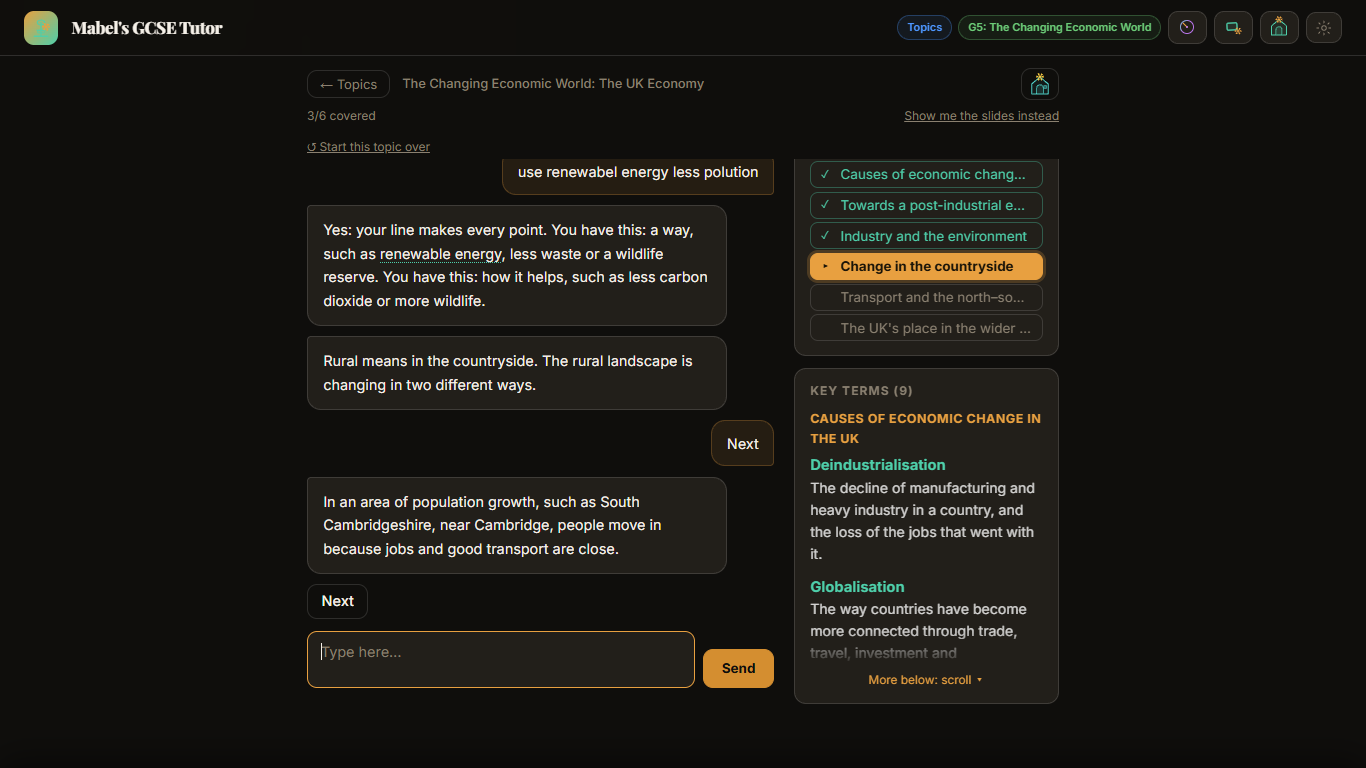 Mabel's GCSE Tutor
Topics
G5: The Changing Economic World
← Topics
The Changing Economic World: The UK Economy
3/6 covered
Show me the slides instead
↺ Start this topic over
use renewabel energy less polution
Yes: your line makes every point. You have this: a way,
such as renewable energy, less waste or a wildlife
reserve. You have this: how it helps, such as less carbon
dioxide or more wildlife.
Rural means in the countryside. The rural landscape is
changing in two different ways.
Next
In an area of population growth, such as South
Cambridgeshire, near Cambridge, people move in
because jobs and good transport are close.
Next
Type here...
Send
✓ Causes of economic chang...
✓ Towards a post-industrial e...
✓ Industry and the environment
▸ Change in the countryside
Transport and the north–so...
The UK's place in the wider ...
KEY TERMS (9)
CAUSES OF ECONOMIC CHANGE IN
THE UK
Deindustrialisation
The decline of manufacturing and
heavy industry in a country, and
the loss of the jobs that went with
it.
Globalisation
The way countries have become
more connected through trade,
travel, investment and
More below: scroll ▾